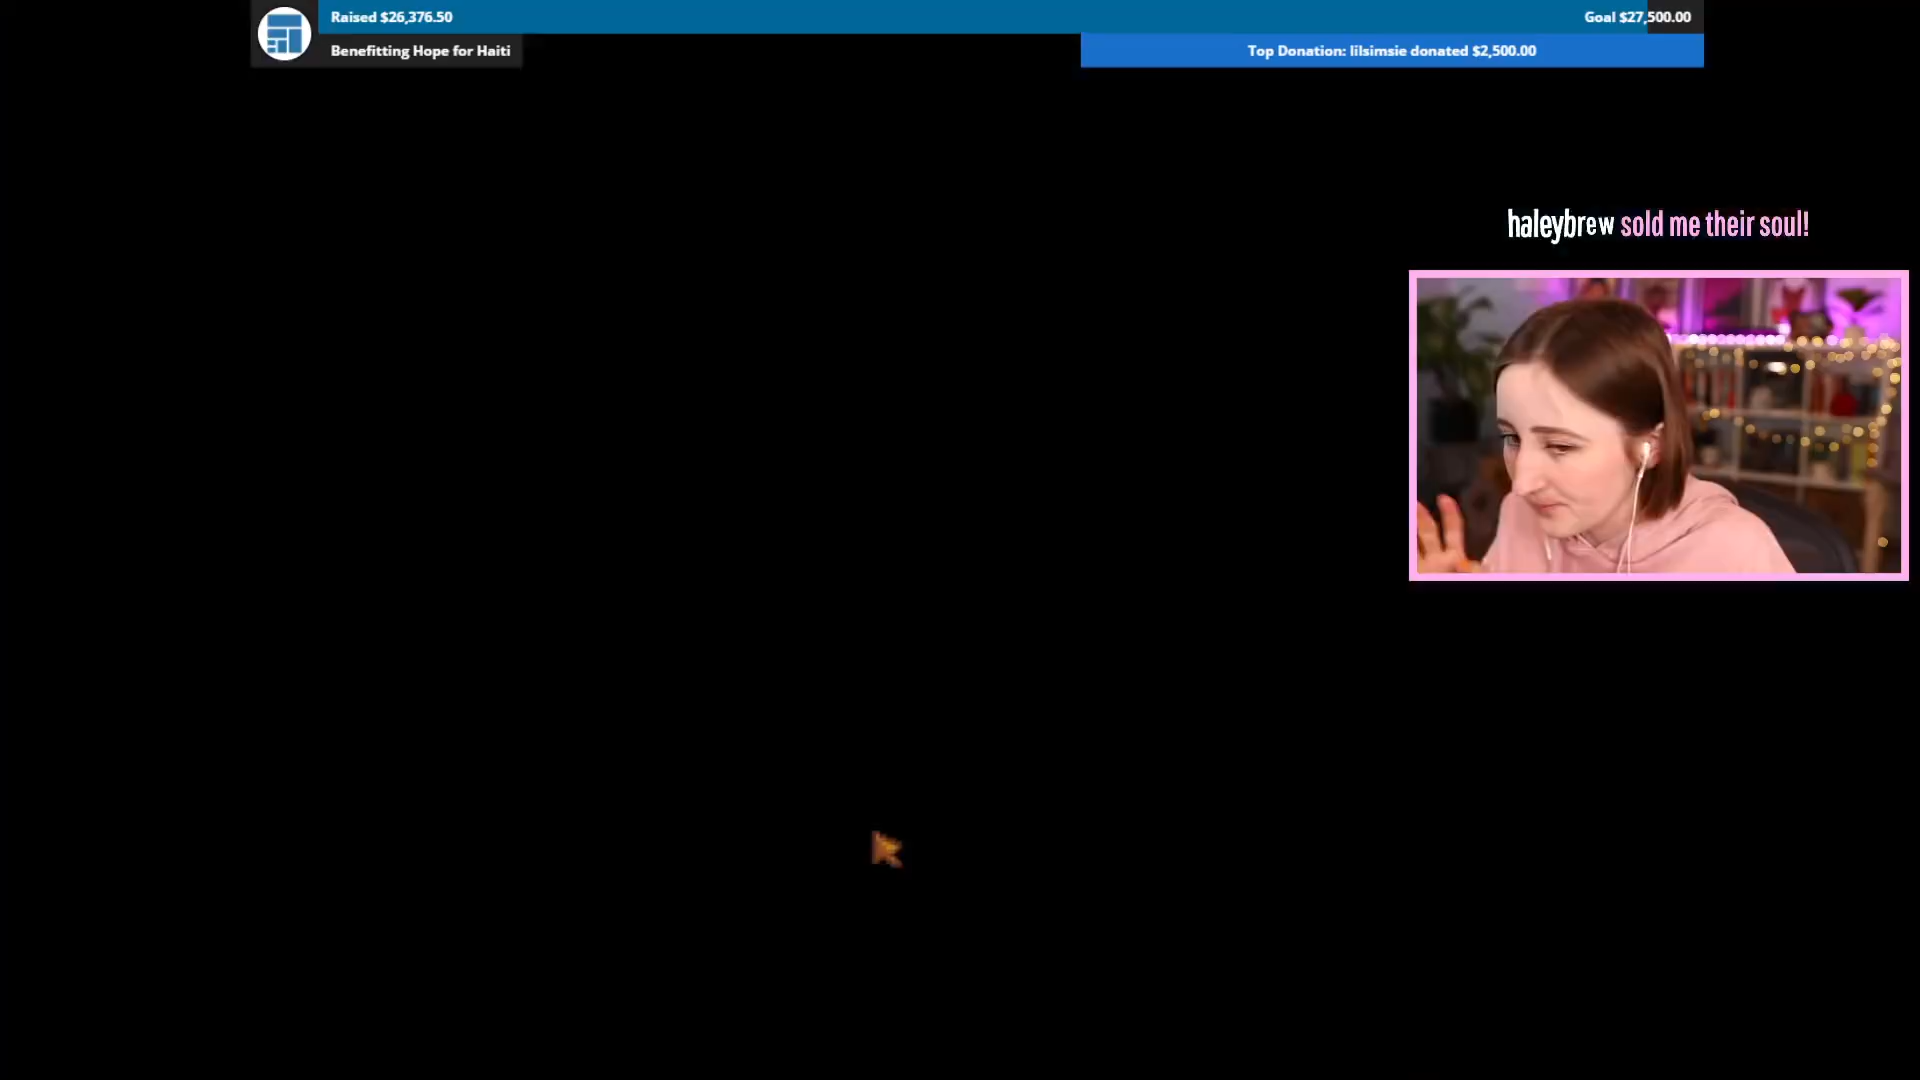 Raised $26,376.50
Goal $27,500.00
Benefitting Hope for Haiti
Top Donation: lilsimsie donated $2,500.00
haleybrew sold me their soul!